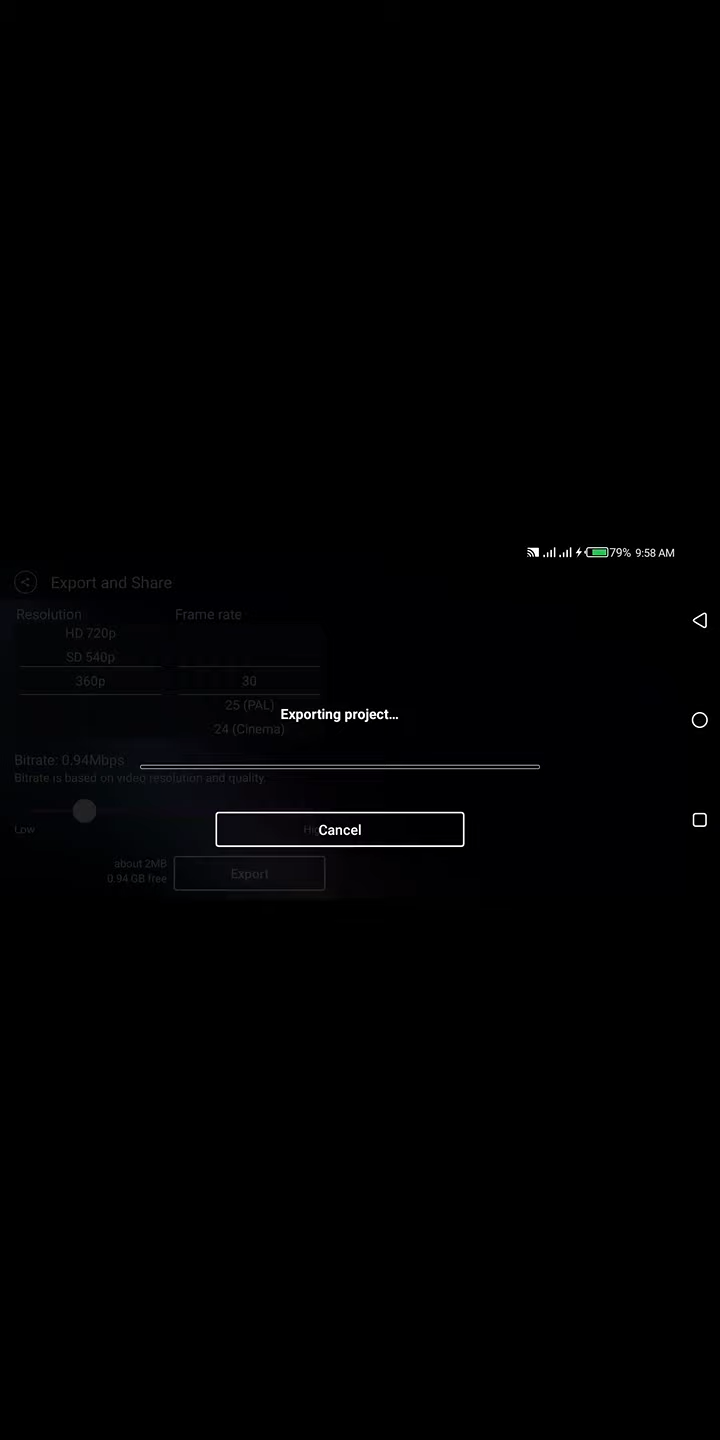 79% 9:58 AM
Export and Share
Resolution Frame rate
HD 720p
SD 540p
360p 30
25 (PAL)
24 (Cinema)
Exporting project...
Bitrate: 0.94Mbps
Bitrate is based on video resolution and quality.
Low
Cancel
about 2MB
0.94 GB free
Export